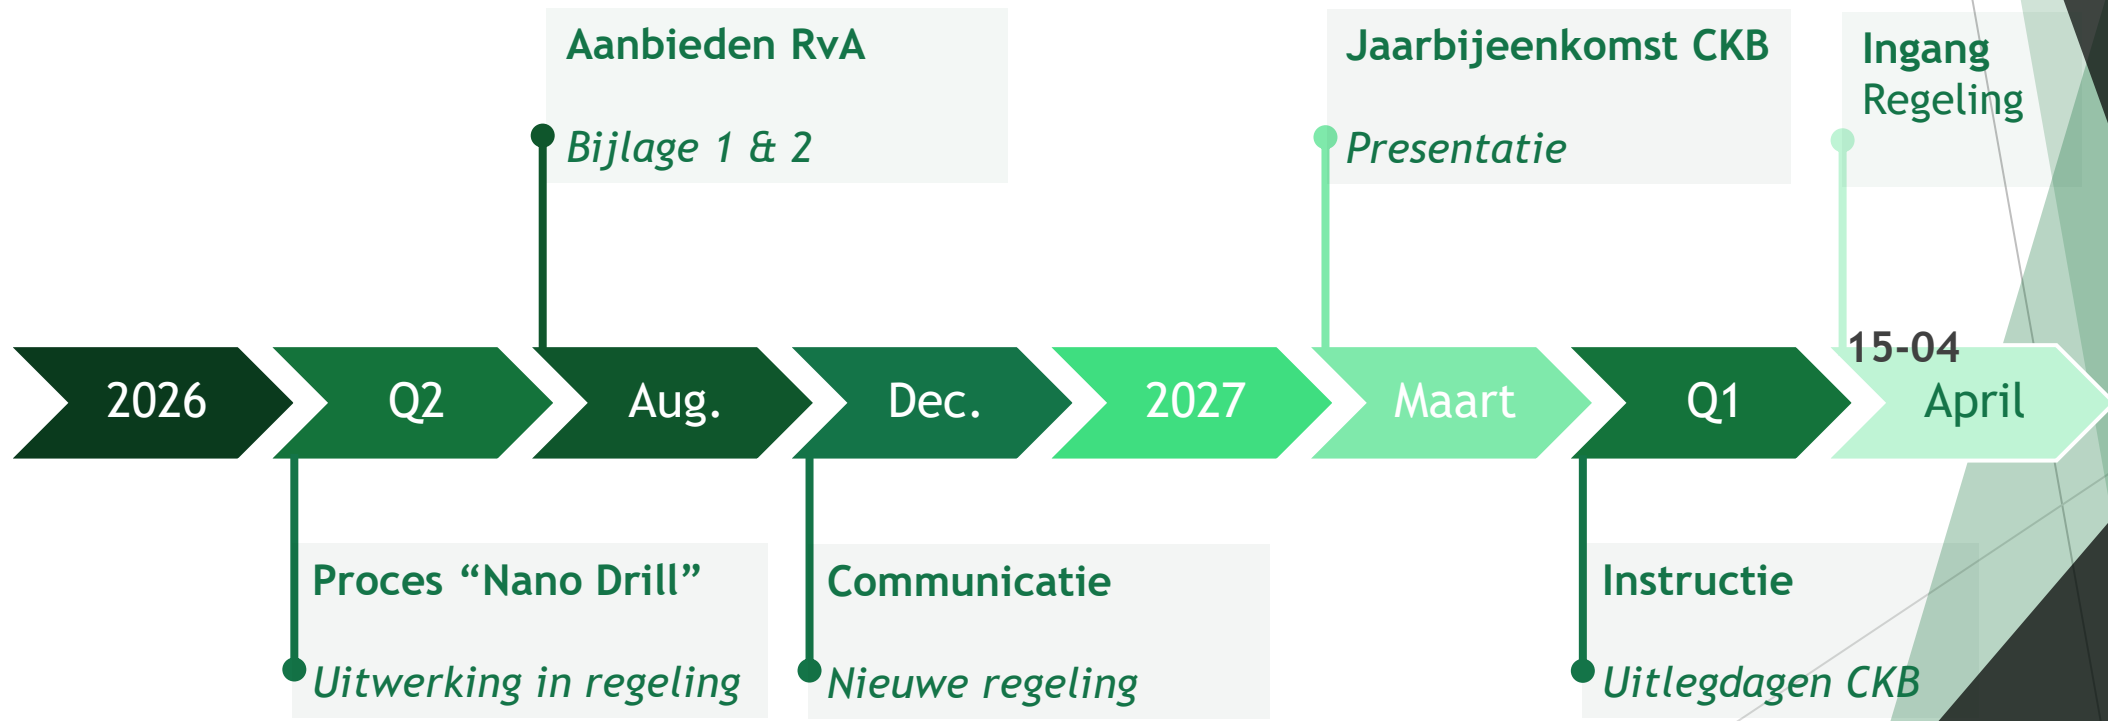 Aanbieden RvA
Bijlage 1 & 2
Jaarbijeenkomst CKB
Presentatie
Ingang
Regeling
15-04
2026
Q2
Aug.
Dec.
2027
Maart
Q1
April
Proces “Nano Drill”
Uitwerking in regeling
Communicatie
Nieuwe regeling
Instructie
Uitlegdagen CKB